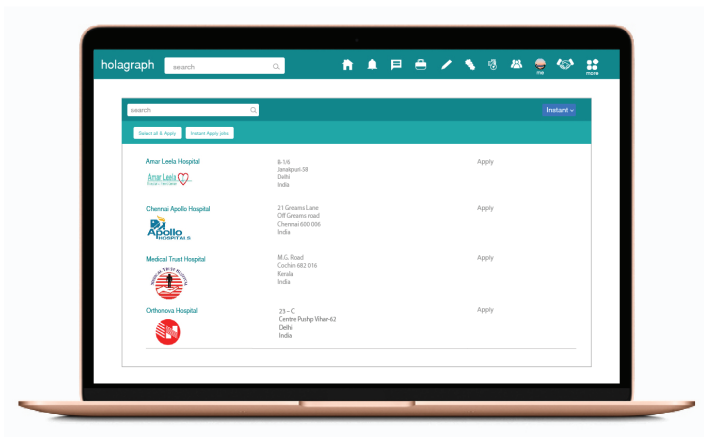 holagraph
search
me
more
search
Instant
Select all & Apply
Instant Apply Jobs
Amar Leela Hospital
B-1/6
Janakpuri-58
Delhi
India
Apply
Amar Leela
Chennai Apollo Hospital
21 Greams Lane
Off Greams road
Chennai 600 006
India
Apply
Apollo
HOSPITALS
Medical Trust Hospital
M.G. Road
Cochin 682 016
Kerala
India
Apply
MEDICAL TRUST HOSPITAL
Orthonova Hospital
23 – C
Centre Pushp Vihar-62
Delhi
India
Apply